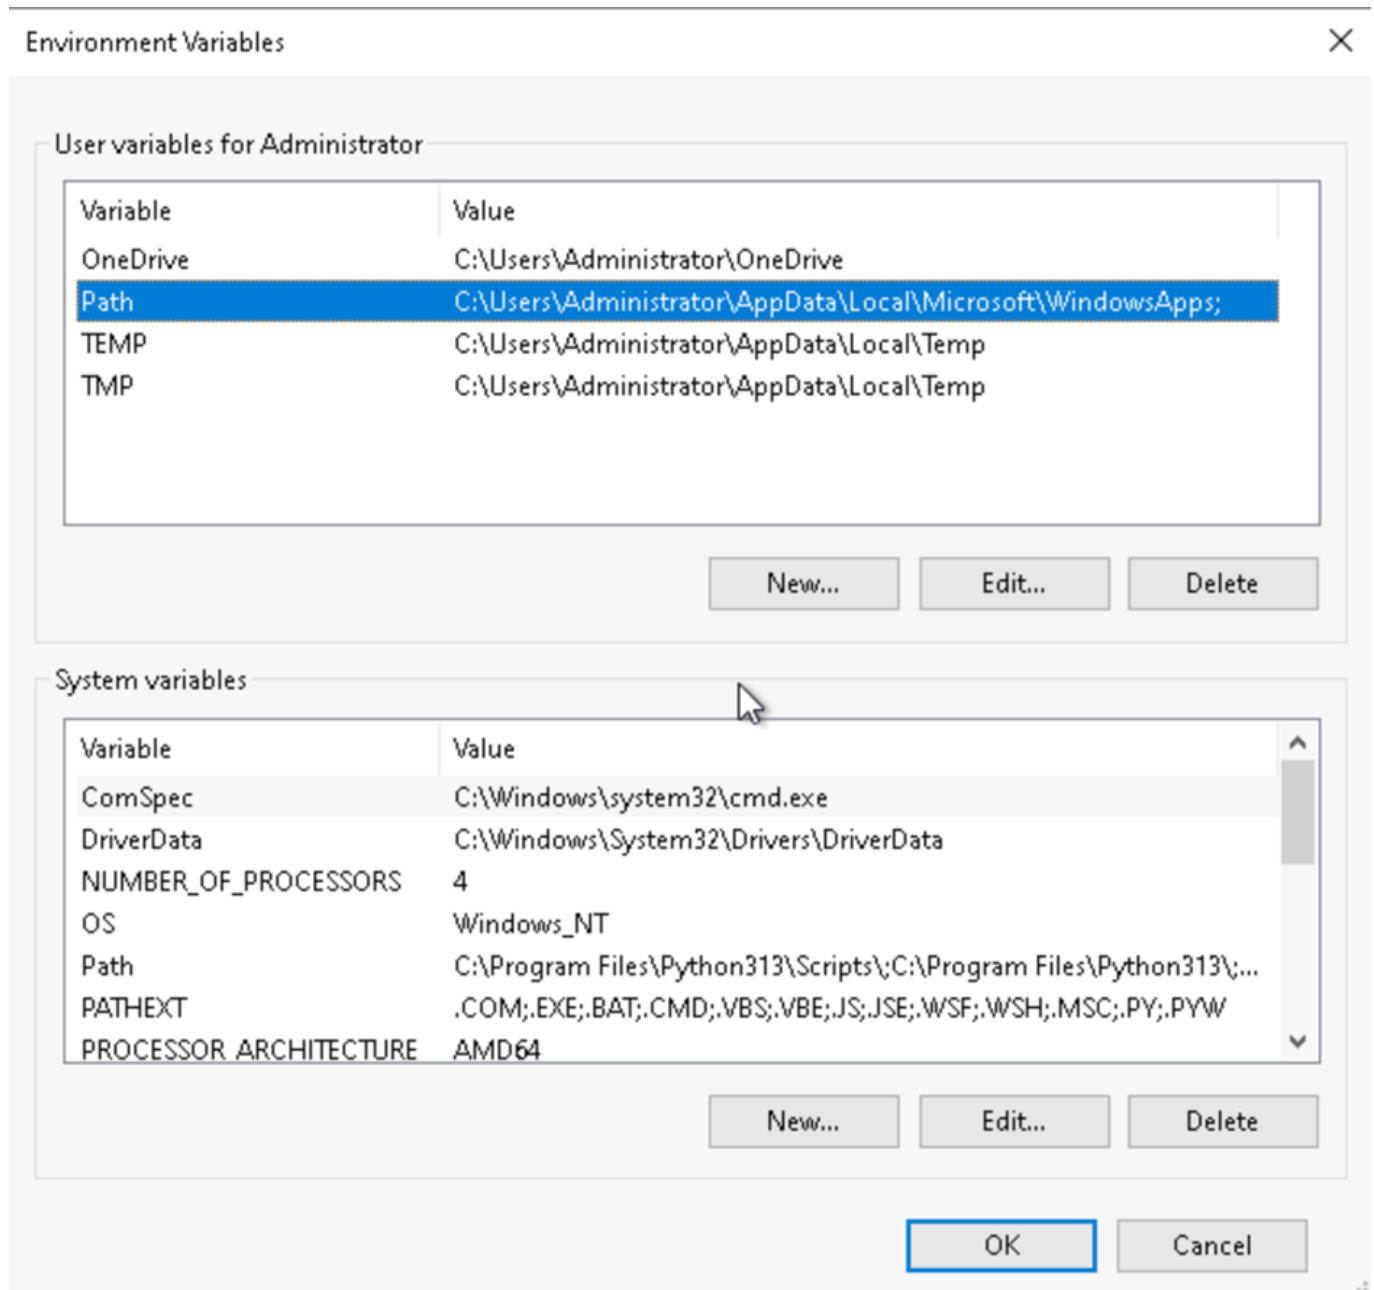 Environment Variables
User variables for Administrator
Variable Value
OneDrive C:\Users\Administrator\OneDrive
Path C:\Users\Administrator\AppData\Local\Microsoft\WindowsApps;
TEMP C:\Users\Administrator\AppData\Local\Temp
TMP C:\Users\Administrator\AppData\Local\Temp
New... Edit... Delete
System variables
Variable Value
ComSpec C:\Windows\system32\cmd.exe
DriverData C:\Windows\System32\Drivers\DriverData
NUMBER_OF_PROCESSORS 4
OS Windows_NT
Path C:\Program Files\Python313\Scripts\;C:\Program Files\Python313\;...
PATHEXT .COM;.EXE;.BAT;.CMD;.VBS;.VBE;.JS;.JSE;.WSF;.WSH;.MSC;.PY;.PYW
PROCESSOR_ARCHITECTURE AMD64
New... Edit... Delete
OK Cancel